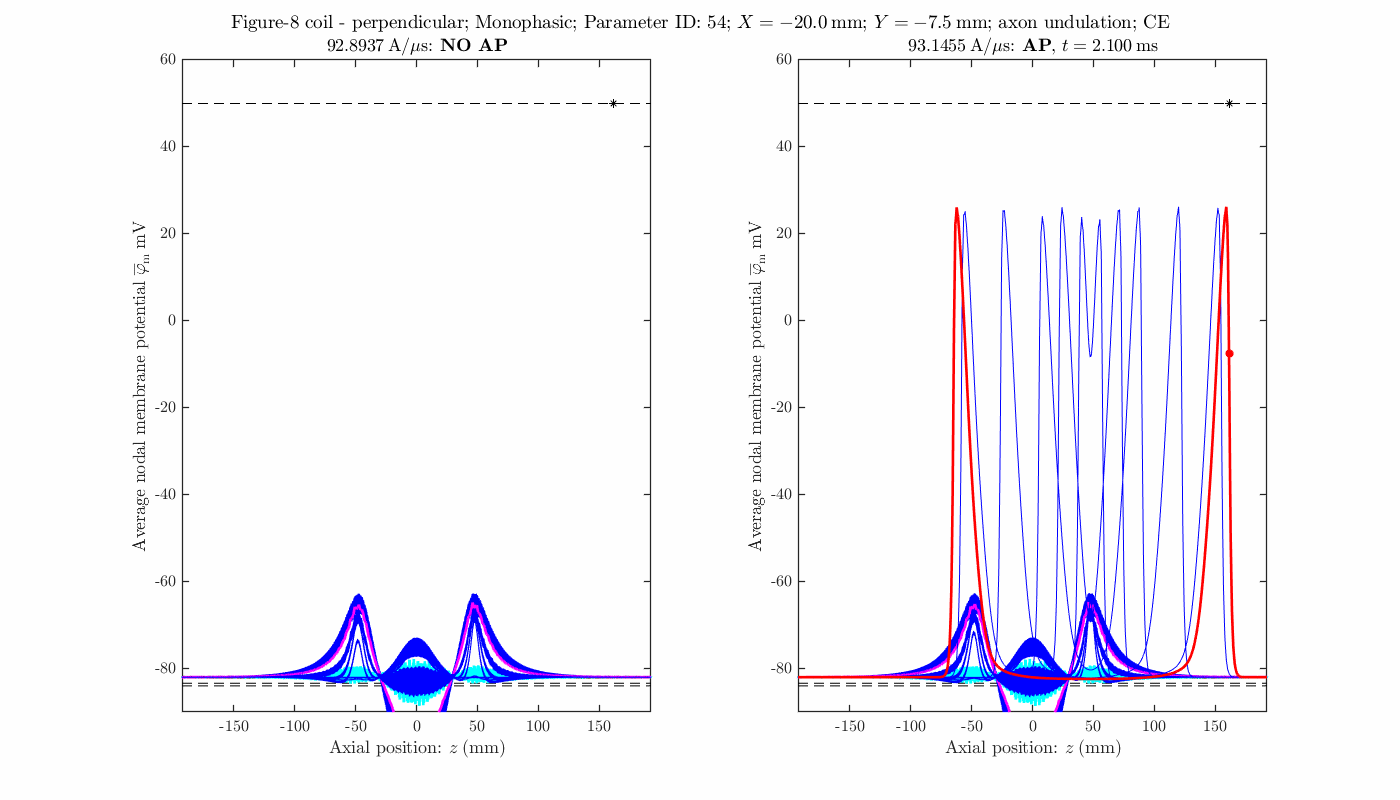 Figure-8 coil - perpendicular; Monophasic; Parameter ID: 54; X = −20.0 mm; Y = −7.5 mm; axon undulation; CE
92.8937 A/μs: NO AP
93.1455 A/μs: AP, t = 2.100 ms
60
40
20
0
-20
-40
-60
-80
Average nodal membrane potential φ̅m mV
-150 -100 -50 0 50 100 150
Axial position: z (mm)
60
40
20
0
-20
-40
-60
-80
Average nodal membrane potential φ̅m mV
-150 -100 -50 0 50 100 150
Axial position: z (mm)